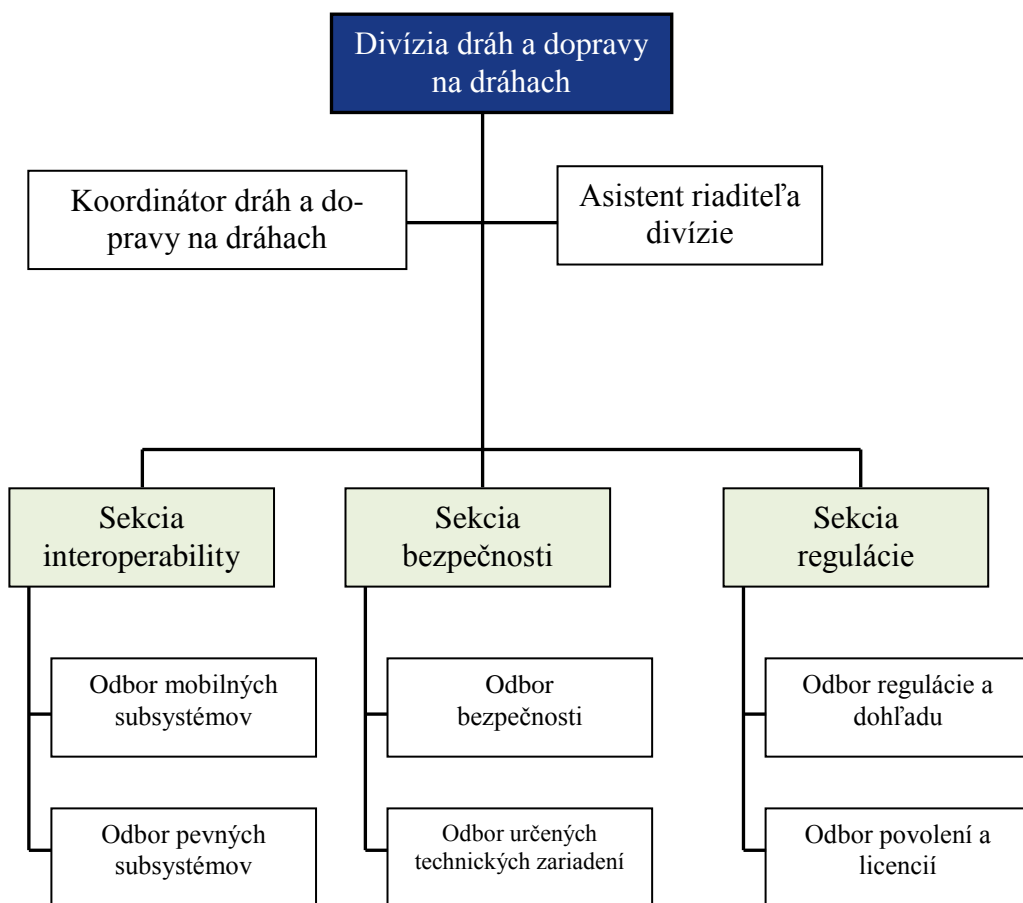 Divízia dráh a dopravy
na dráhach
Koordinátor dráh a do-
pravy na dráhach
Asistent riaditeľa
divízie
Sekcia
interoperability
Sekcia
bezpečnosti
Sekcia
regulácie
Odbor mobilných
subsystémov
Odbor
bezpečnosti
Odbor regulácie a
dohľadu
Odbor pevných
subsystémov
Odbor určených
technických zariadení
Odbor povolení a
licencií